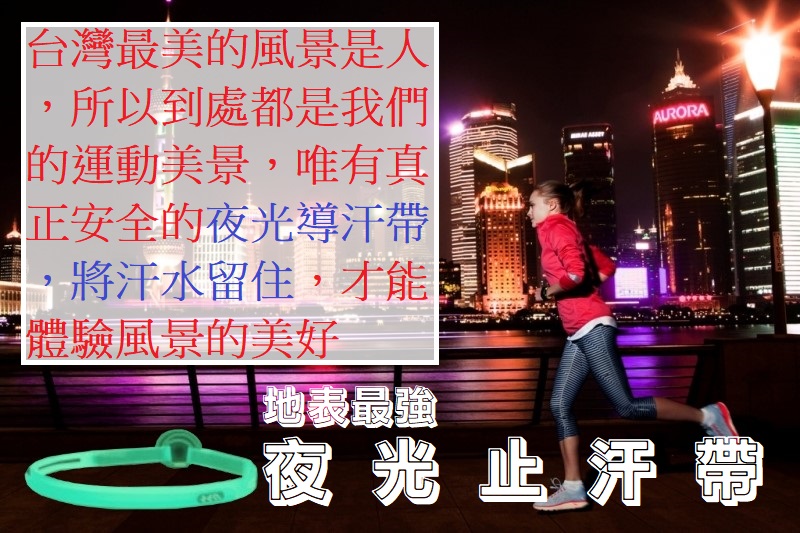 台灣最美的風景是人
，所以到處都是我們
的運動美景，唯有真
正安全的夜光導汗帶
，將汗水留住，才能
體驗風景的美好
AURORA
地表最強
夜光止汗帶